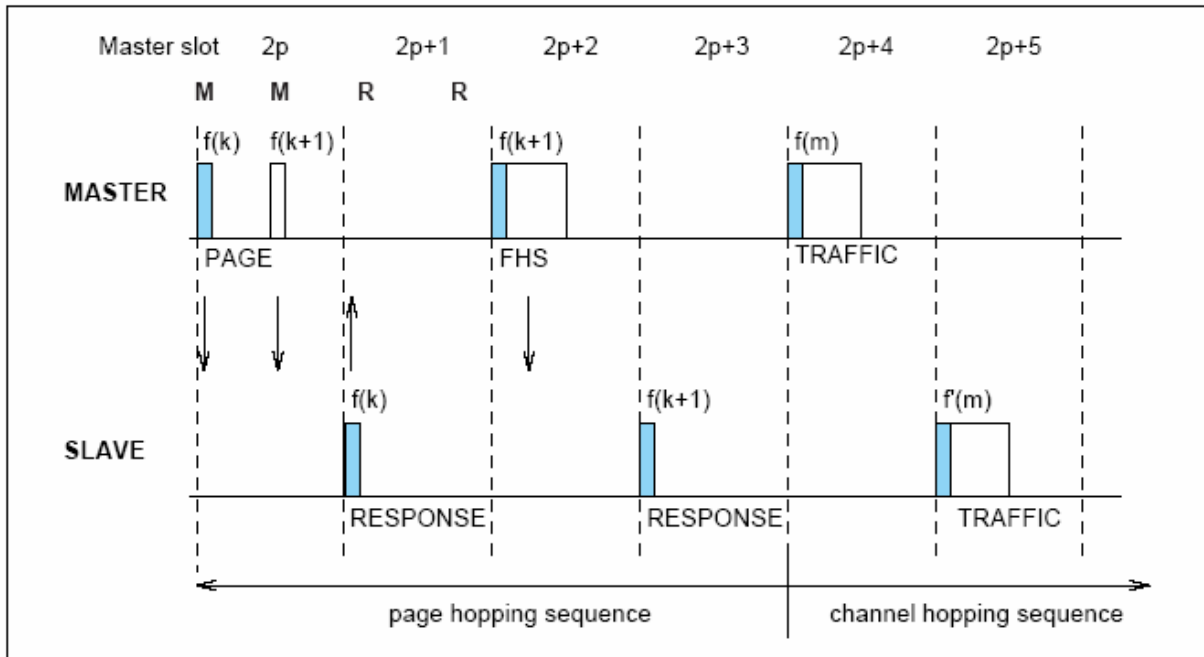 Master slot 2p 2p+1 2p+2 2p+3 2p+4 2p+5
M M R R
f(k) f(k+1) f(k+1) f(m)
MASTER
PAGE FHS TRAFFIC
f(k) f(k+1) f'(m)
SLAVE
RESPONSE RESPONSE TRAFFIC
page hopping sequence channel hopping sequence